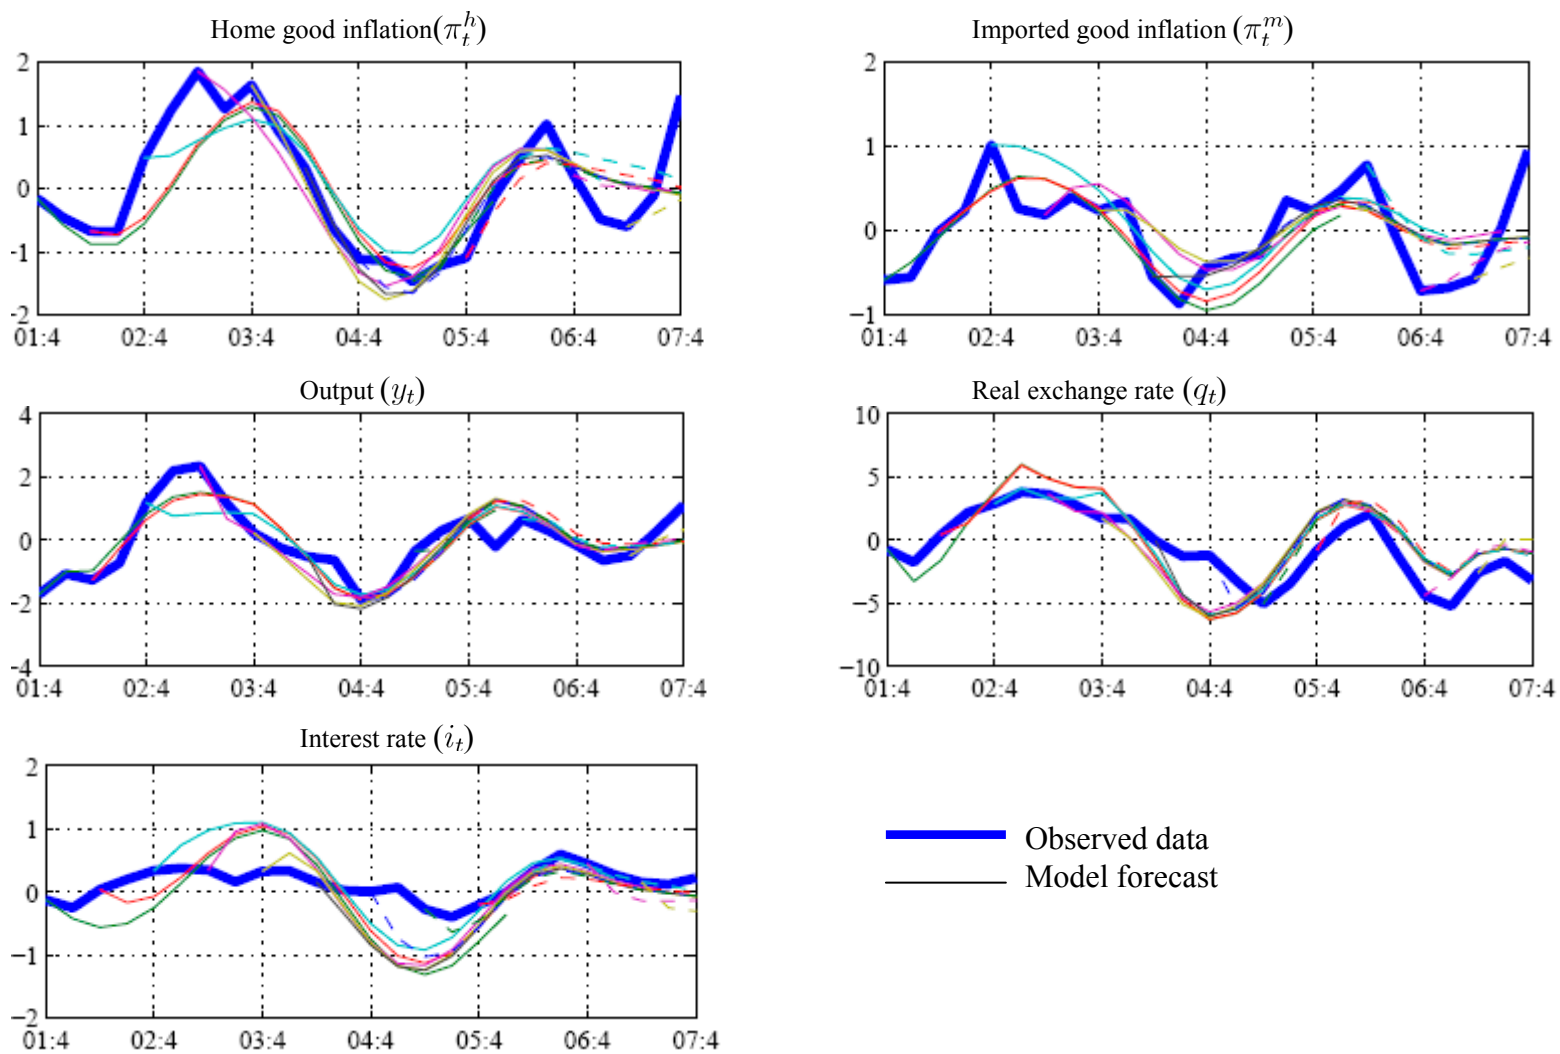 Home good inflation(π_t^h)
2
1
0
-1
-2
01:4 02:4 03:4 04:4 05:4 06:4 07:4
Imported good inflation (π_t^m)
2
1
0
−1
01:4 02:4 03:4 04:4 05:4 06:4 07:4
Output (y_t)
4
2
0
-2
-4
01:4 02:4 03:4 04:4 05:4 06:4 07:4
Real exchange rate (q_t)
10
5
0
−5
−10
01:4 02:4 03:4 04:4 05:4 06:4 07:4
Interest rate (i_t)
2
1
0
−1
−2
01:4 02:4 03:4 04:4 05:4 06:4 07:4
Observed data
Model forecast